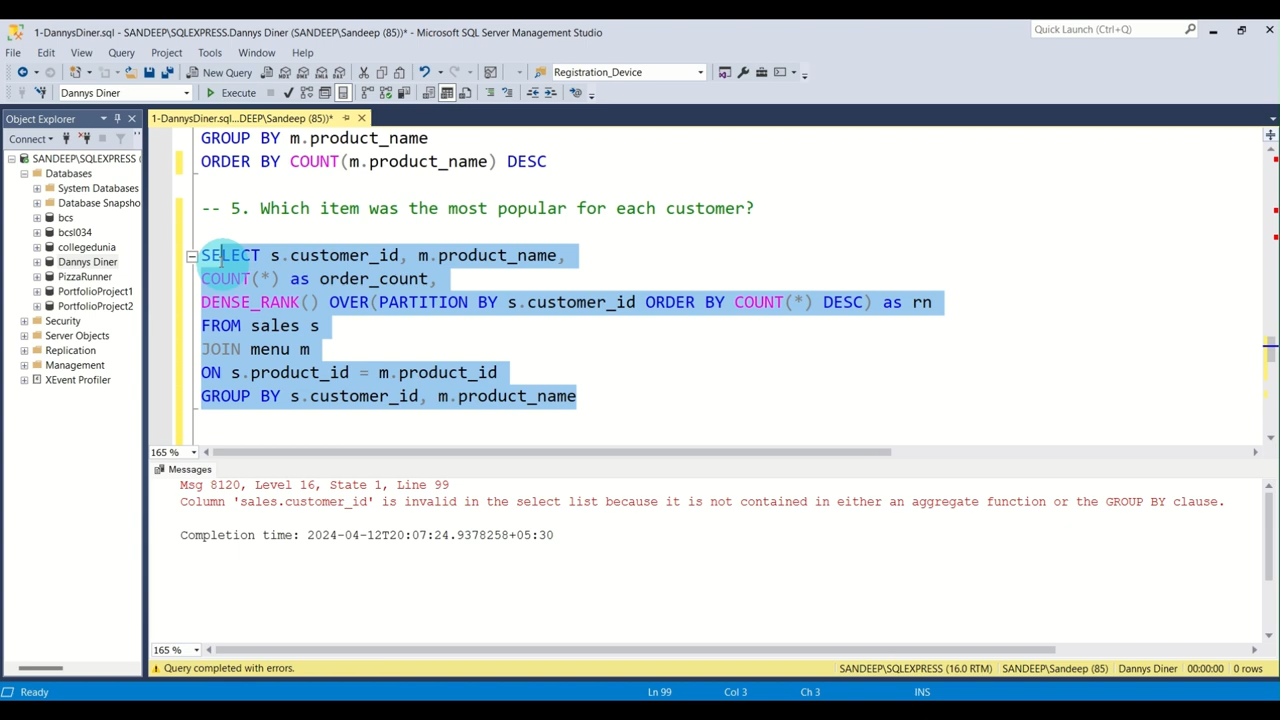 1-DannysDiner.sql - SANDEEP\SQLEXPRESS.Dannys Diner (SANDEEP\Sandeep (85))* - Microsoft SQL Server Management Studio
Quick Launch (Ctrl+Q)
File Edit View Query Project Tools Window Help
New Query
Registration_Device
Dannys Diner
Execute
Object Explorer
1-DannysDiner.sql...DEEP\Sandeep (85))*
Connect
SANDEEP\SQLEXPRESS (16.
Databases
System Databases
Database Snapsho
bcs
bcsl034
collegedunia
Dannys Diner
PizzaRunner
PortfolioProject1
PortfolioProject2
Security
Server Objects
Replication
Management
XEvent Profiler
GROUP BY m.product_name
ORDER BY COUNT(m.product_name) DESC
-- 5. Which item was the most popular for each customer?
SELECT s.customer_id, m.product_name,
COUNT(*) as order_count,
DENSE_RANK() OVER(PARTITION BY s.customer_id ORDER BY COUNT(*) DESC) as rn
FROM sales s
JOIN menu m
ON s.product_id = m.product_id
GROUP BY s.customer_id, m.product_name
165 %
Messages
Msg 8120, Level 16, State 1, Line 99
Column 'sales.customer_id' is invalid in the select list because it is not contained in either an aggregate function or the GROUP BY clause.
Completion time: 2024-04-12T20:07:24.9378258+05:30
165 %
Query completed with errors.
SANDEEP\SQLEXPRESS (16.0 RTM) SANDEEP\Sandeep (85) Dannys Diner 00:00:00 0 rows
Ready
Ln 99 Col 3 Ch 3 INS